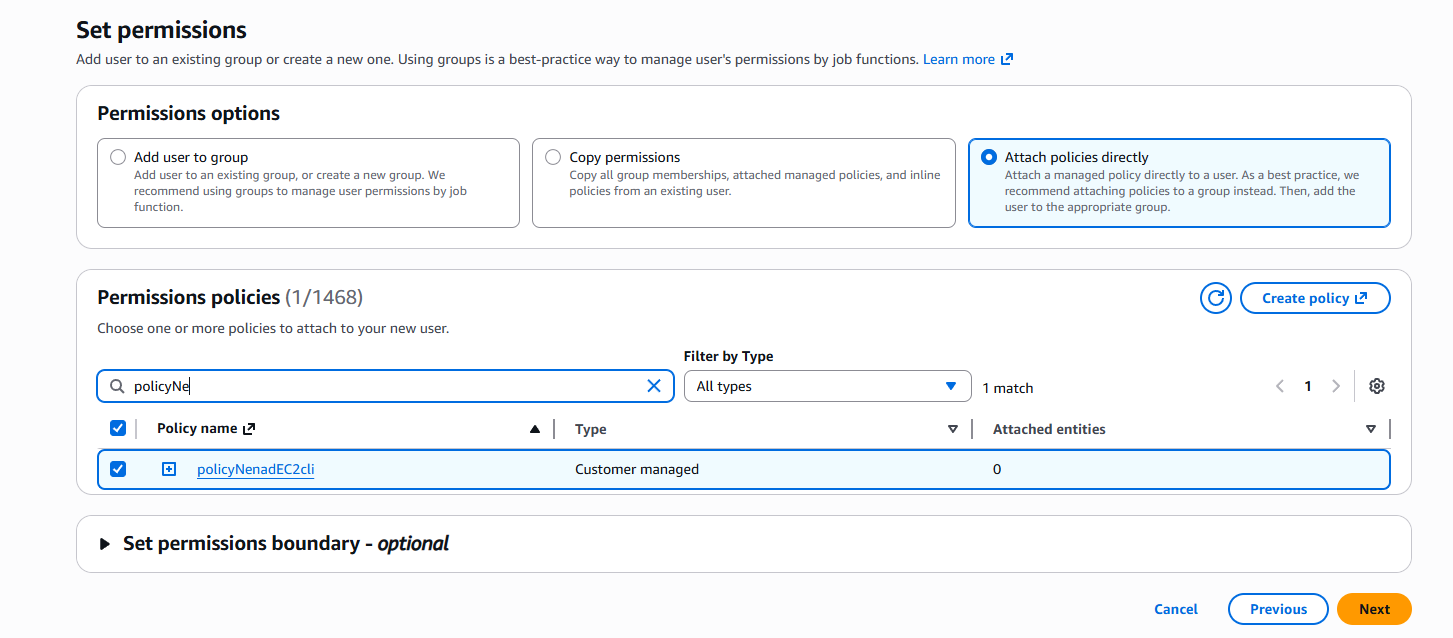 Set permissions
Add user to an existing group or create a new one. Using groups is a best-practice way to manage user's permissions by job functions. Learn more
Permissions options
Add user to group
Add user to an existing group, or create a new group. We
recommend using groups to manage user permissions by job
function.
Copy permissions
Copy all group memberships, attached managed policies, and inline
policies from an existing user.
Attach policies directly
Attach a managed policy directly to a user. As a best practice, we
recommend attaching policies to a group instead. Then, add the
user to the appropriate group.
Permissions policies (1/1468)
Create policy
Choose one or more policies to attach to your new user.
Filter by Type
policyNe
All types
1 match
1
Policy name
Type
Attached entities
policyNenadEC2cli
Customer managed
0
Set permissions boundary - optional
Cancel
Previous
Next